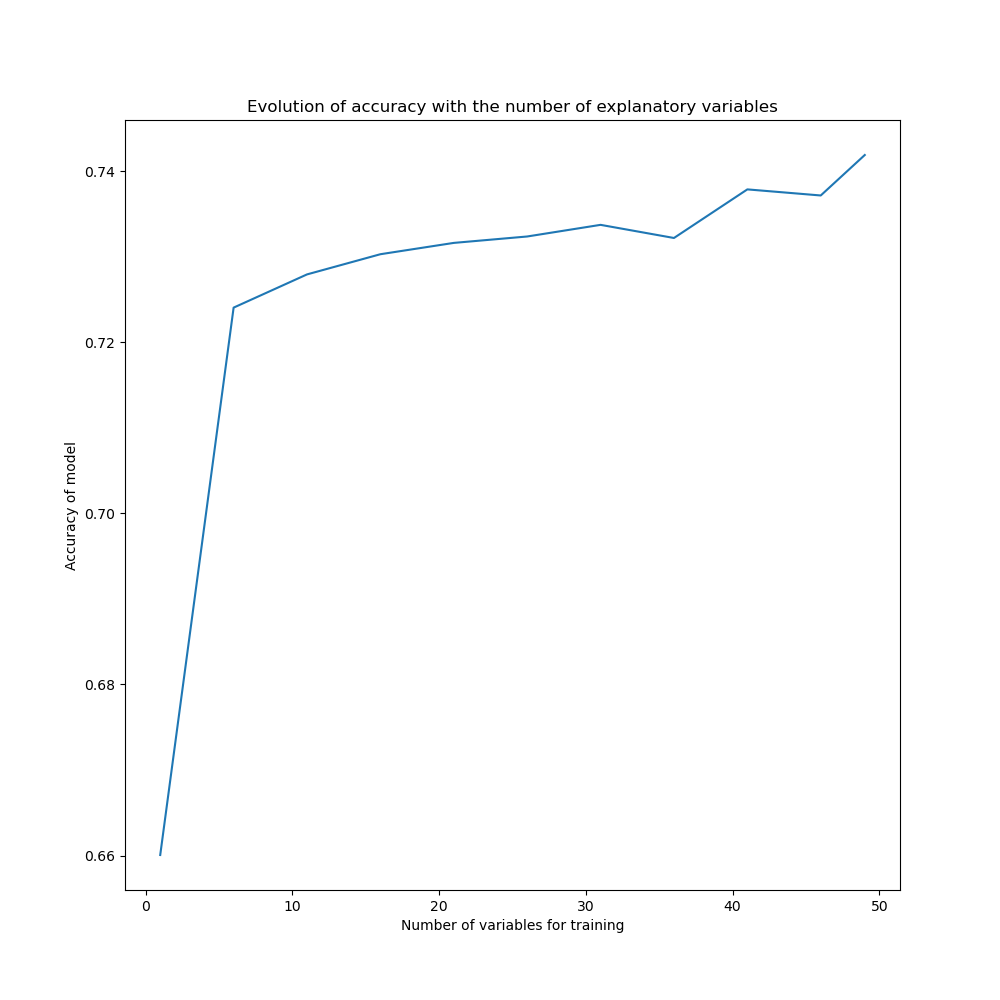 Evolution of accuracy with the number of explanatory variables
0.74
0.72
0.70
0.68
0.66
Accuracy of model
0 10 20 30 40 50
Number of variables for training